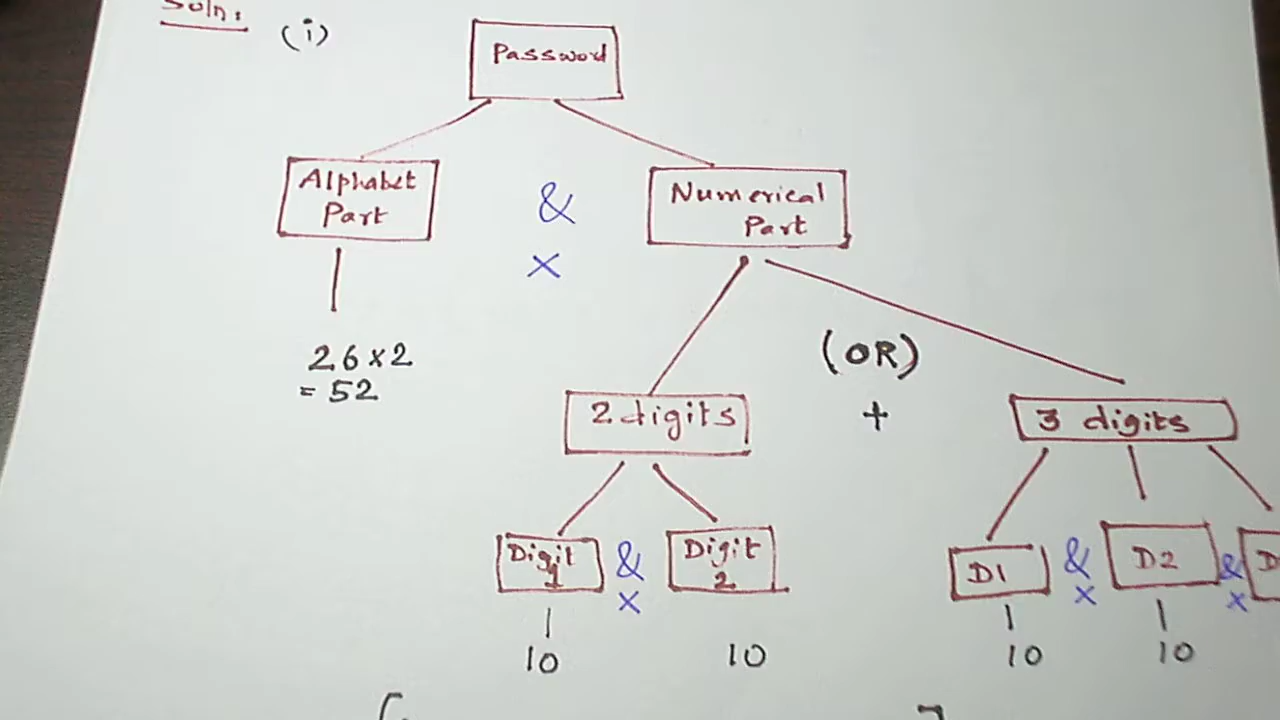 Soln:
(i)
Password
Alphabet
Part
&
×
Numerical
Part
26 × 2
= 52
(OR)
+
2 digits
3 digits
Digit
1
&
×
Digit
2
D1
&
×
D2
&
×
10
10
10
10